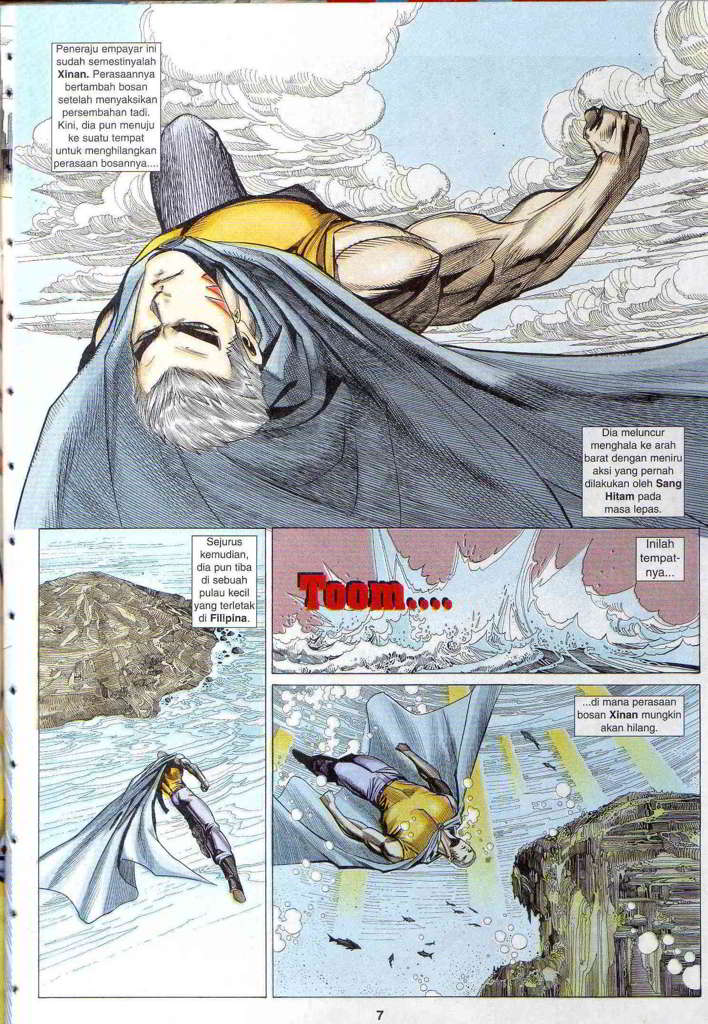 Peneraju empayar ini
sudah semestinyalah
Xinan. Perasaannya
bertambah bosan
setelah menyaksikan
persembahan tadi.
Kini, dia pun menuju
ke suatu tempat
untuk menghilangkan
perasaan bosannya....
Dia meluncur
menghala ke arah
barat dengan meniru
aksi yang pernah
dilakukan oleh Sang
Hitam pada
masa lepas.
Sejurus
kemudian,
dia pun tiba
di sebuah
pulau kecil
yang terletak
di Filipina.
Inilah
tempat-
nya...
Toom....
...di mana perasaan
bosan Xinan mungkin
akan hilang.
7